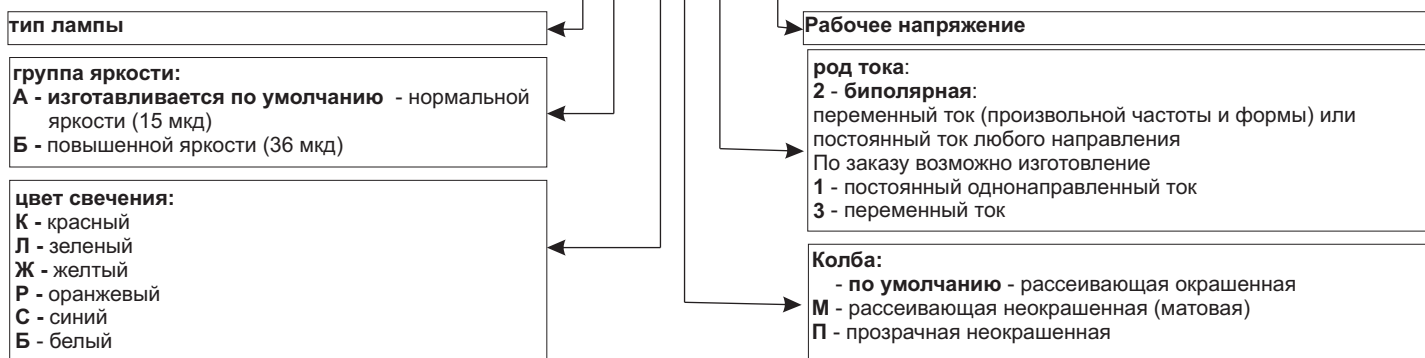 тип лампы
группа яркости:
А - изготавливается по умолчанию - нормальной
яркости (15 мкд)
Б - повышенной яркости (36 мкд)
цвет свечения:
К - красный
Л - зеленый
Ж - желтый
Р - оранжевый
С - синий
Б - белый
Рабочее напряжение
род тока:
2 - биполярная:
переменный ток (произвольной частоты и формы) или
постоянный ток любого направления
По заказу возможно изготовление
1 - постоянный однонаправленный ток
3 - переменный ток
Колба:
- по умолчанию - рассеивающая окрашенная
М - рассеивающая неокрашенная (матовая)
П - прозрачная неокрашенная